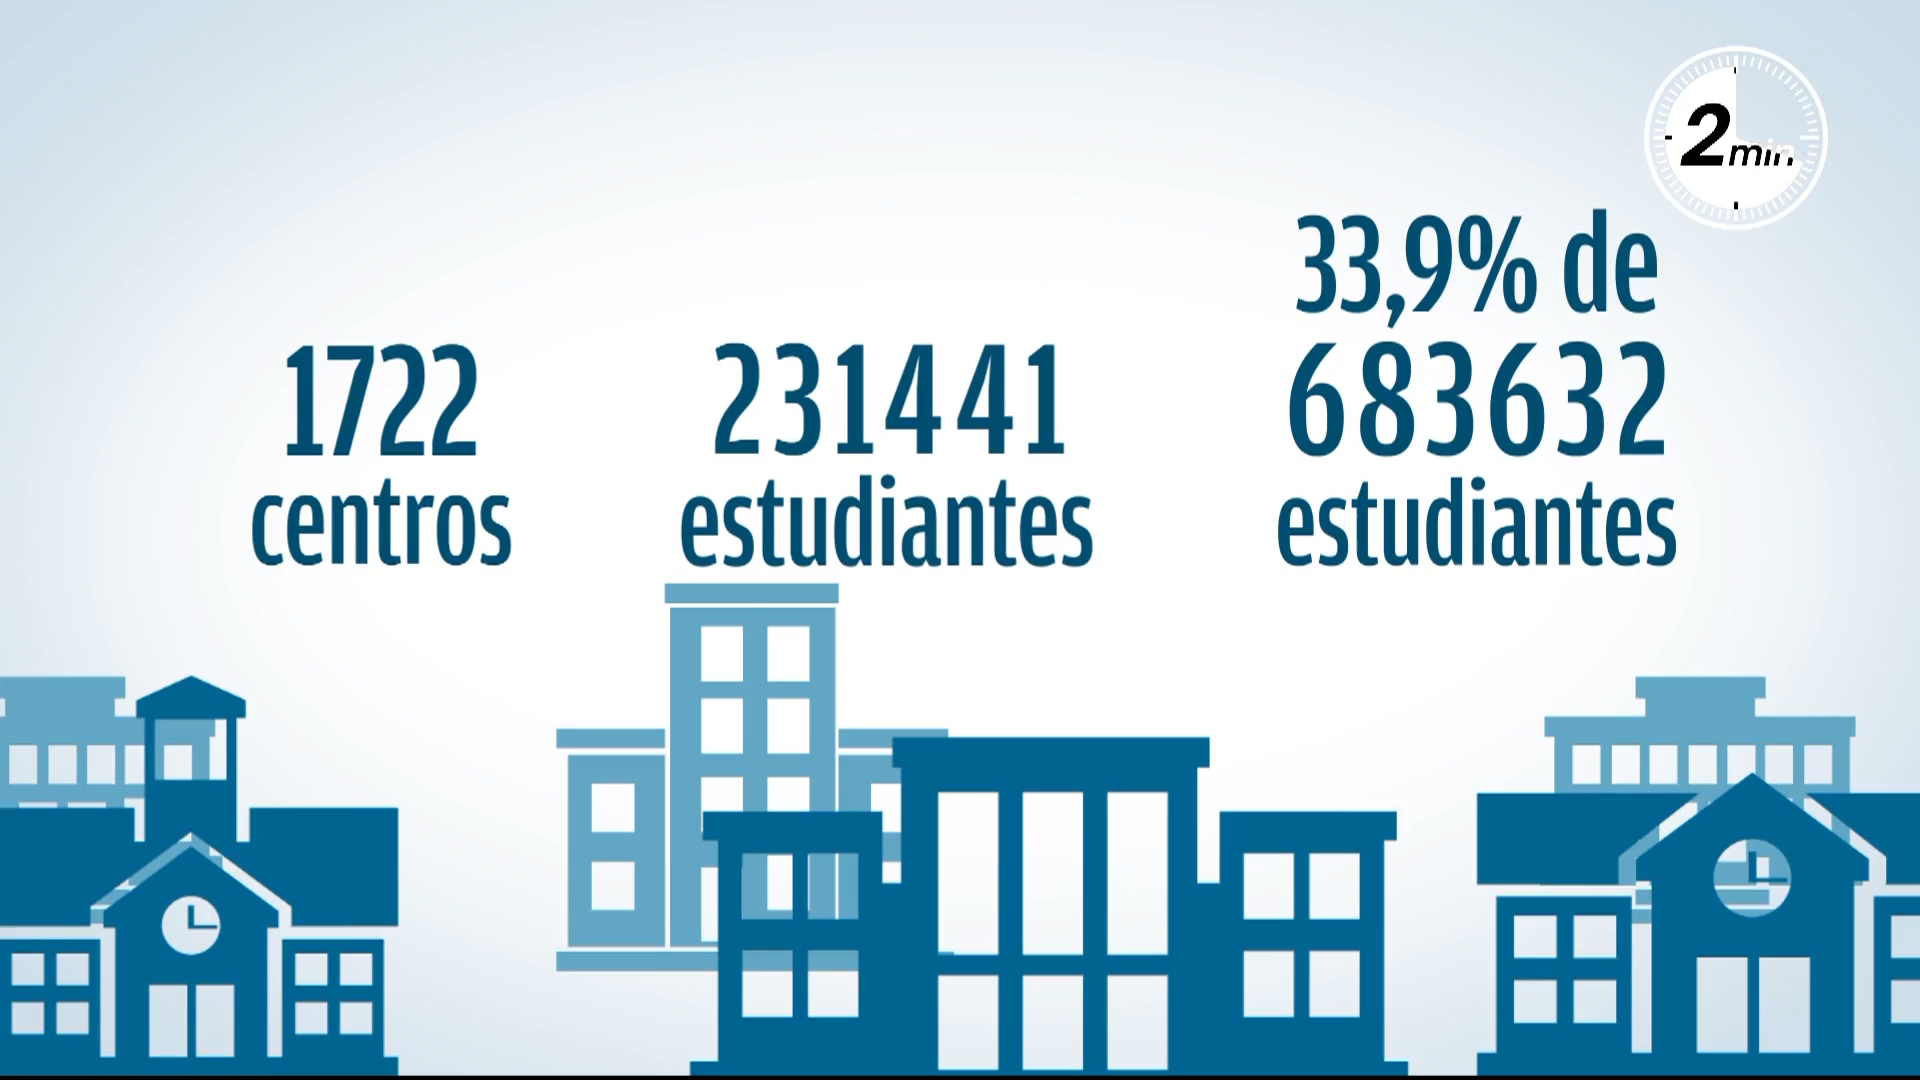 2min.
33,9% de
1722
231441
683632
centros
estudiantes
estudiantes